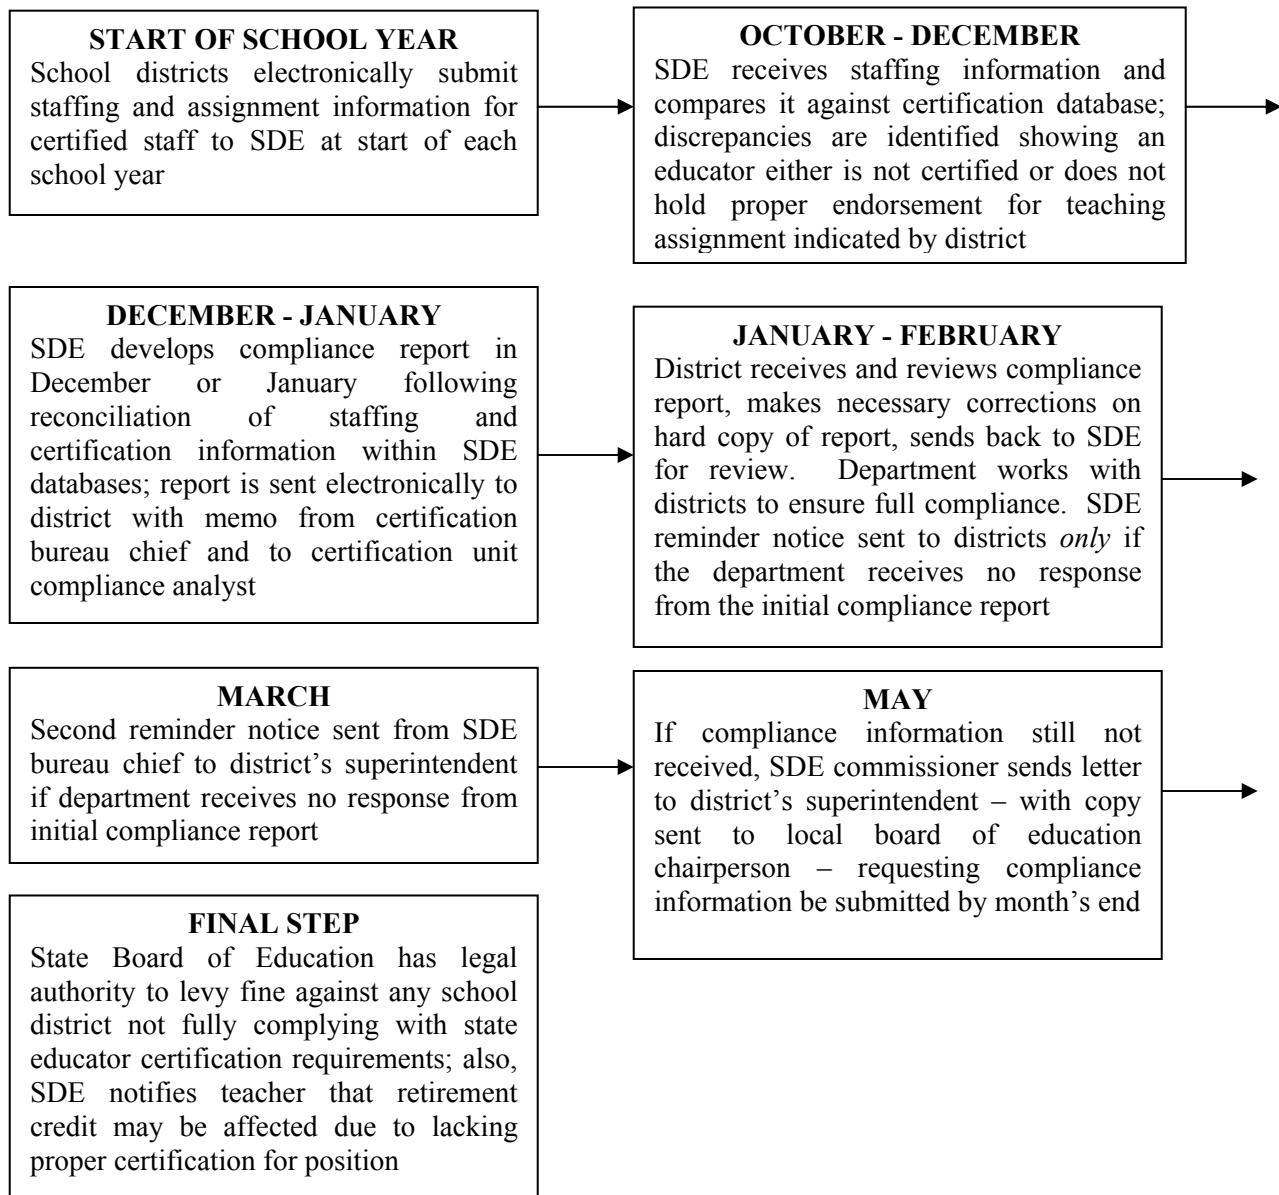 START OF SCHOOL YEAR
School districts electronically submit
staffing and assignment information for
certified staff to SDE at start of each
school year
OCTOBER - DECEMBER
SDE receives staffing information and
compares it against certification database;
discrepancies are identified showing an
educator either is not certified or does not
hold proper endorsement for teaching
assignment indicated by district
DECEMBER - JANUARY
SDE develops compliance report in
December or January following
reconciliation of staffing and
certification information within SDE
databases; report is sent electronically to
district with memo from certification
bureau chief and to certification unit
compliance analyst
JANUARY - FEBRUARY
District receives and reviews compliance
report, makes necessary corrections on
hard copy of report, sends back to SDE
for review. Department works with
districts to ensure full compliance. SDE
reminder notice sent to districts only if
the department receives no response
from the initial compliance report
MARCH
Second reminder notice sent from SDE
bureau chief to district’s superintendent
if department receives no response from
initial compliance report
MAY
If compliance information still not
received, SDE commissioner sends letter
to district’s superintendent – with copy
sent to local board of education
chairperson – requesting compliance
information be submitted by month’s end
FINAL STEP
State Board of Education has legal
authority to levy fine against any school
district not fully complying with state
educator certification requirements; also,
SDE notifies teacher that retirement
credit may be affected due to lacking
proper certification for position